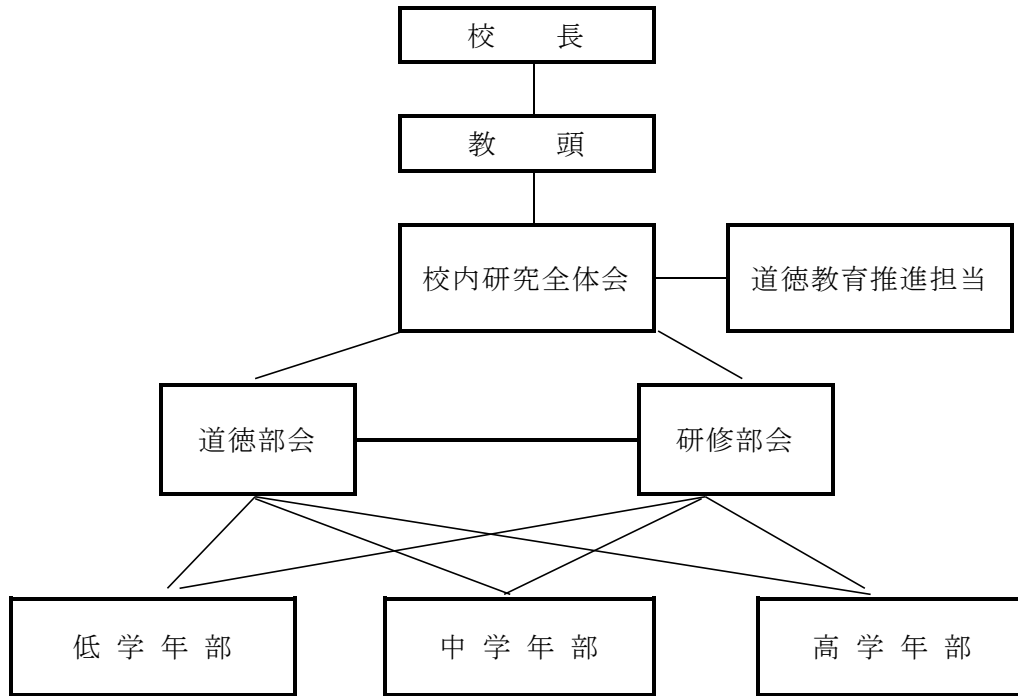 校　　長
教　　頭
校内研究全体会
道徳教育推進担当
道徳部会
研修部会
低 学 年 部
中 学 年 部
高 学 年 部